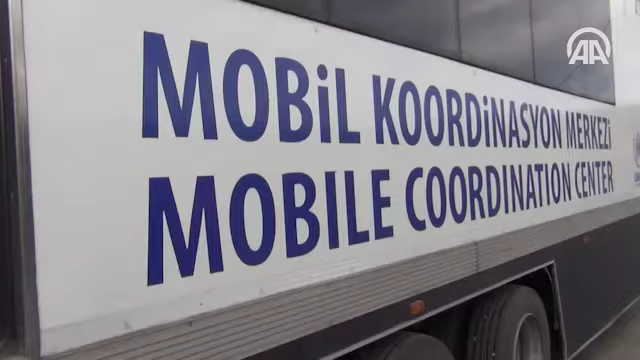 AA
MOBiL KOORDiNASYON MERKEZi
MOBILE COORDINATION CENTER